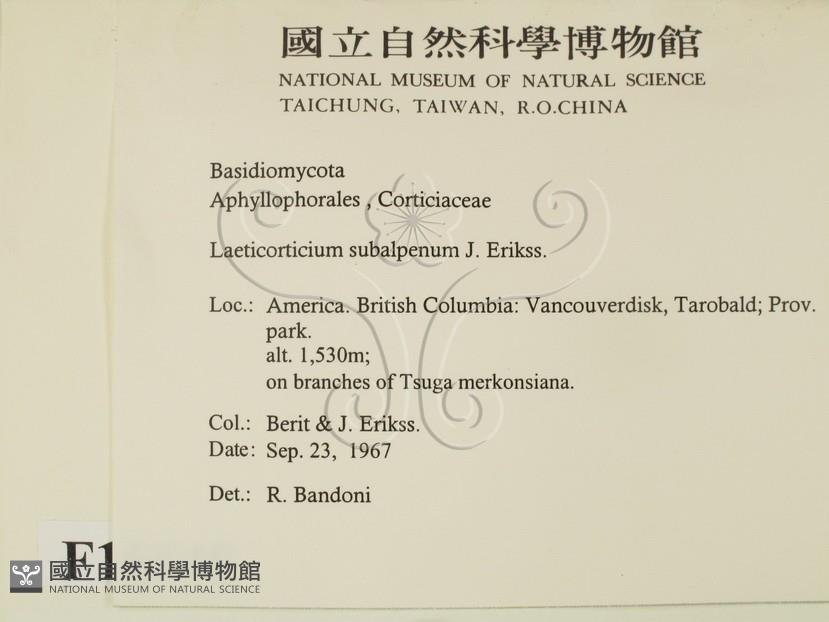 國立自然科學博物館
NATIONAL MUSEUM OF NATURAL SCIENCE
TAICHUNG, TAIWAN, R.O.CHINA
Basidiomycota
Aphyllophorales , Corticiaceae
Laeticorticium subalpenum J. Erikss.
Loc.: America. British Columbia: Vancouverdisk, Tarobald; Prov.
park.
alt. 1,530m;
on branches of Tsuga merkonsiana.
Col.: Berit & J. Erikss.
Date: Sep. 23, 1967
Det.: R. Bandoni
F1
國立自然科學博物館
NATIONAL MUSEUM OF NATURAL SCIENCE